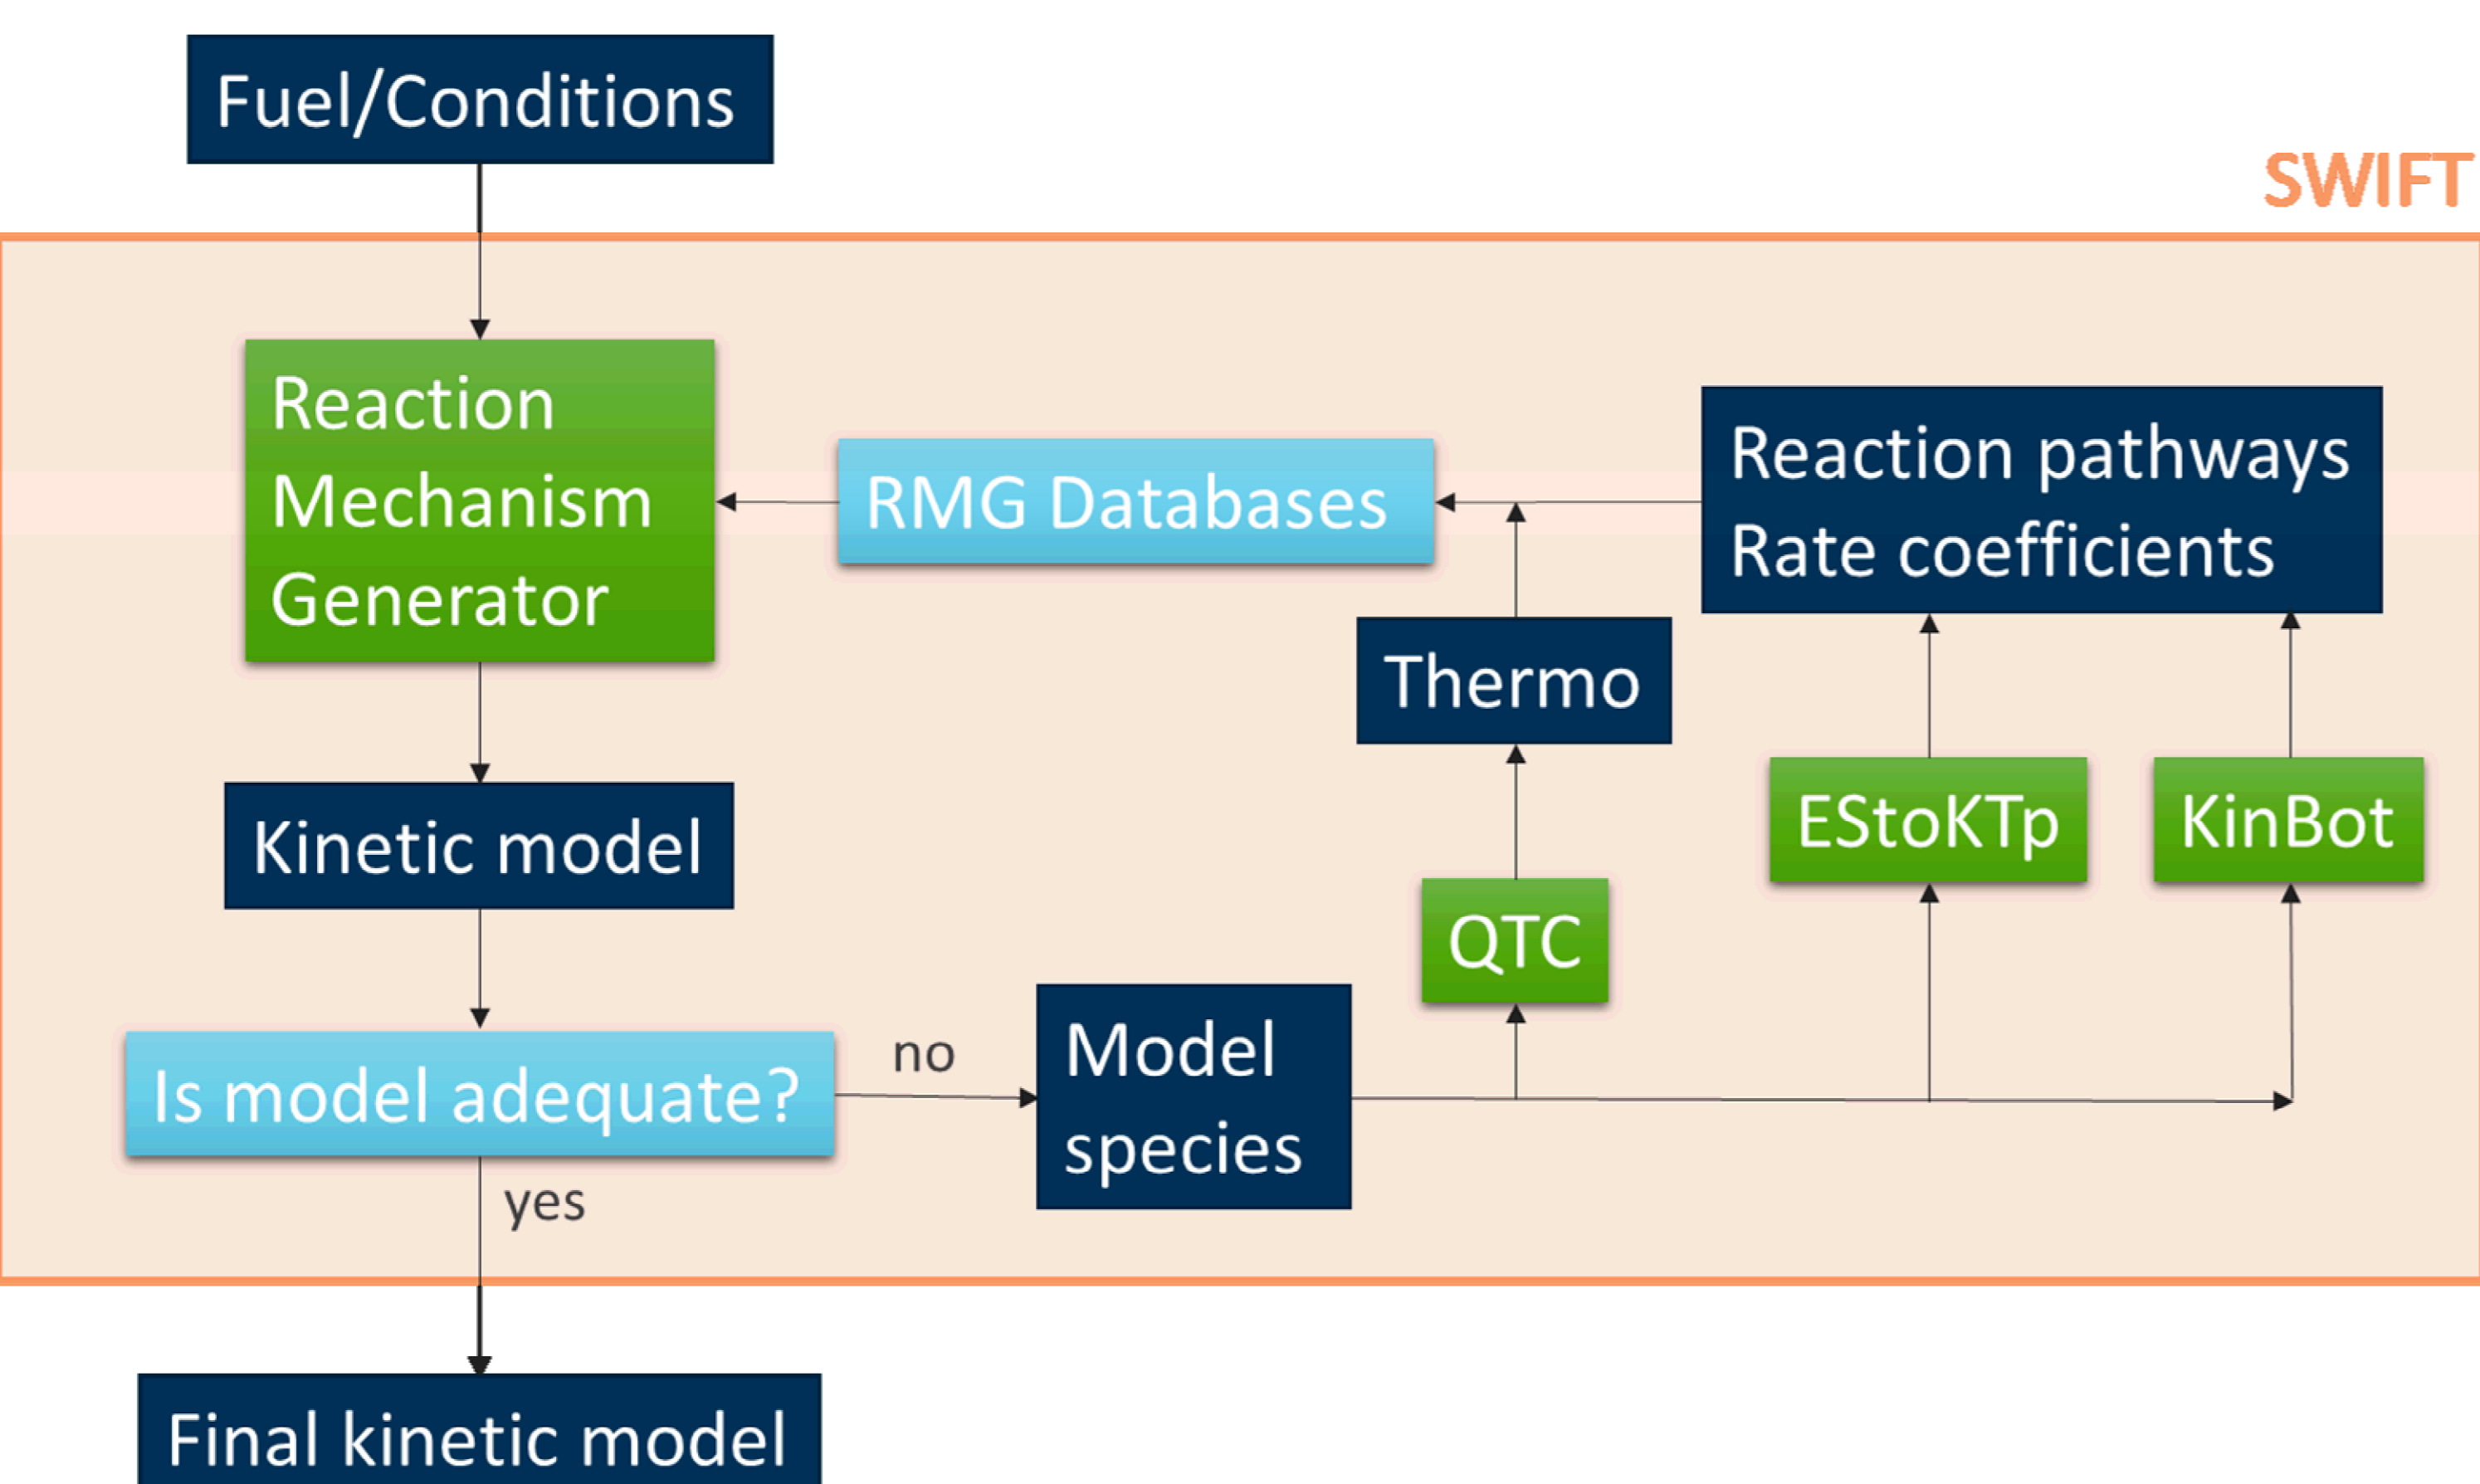 Fuel/Conditions
SWIFT
Reaction
Mechanism
Generator
RMG Databases
Reaction pathways
Rate coefficients
Thermo
Kinetic model
EStoKTp
KinBot
QTC
Is model adequate?
no
Model
species
yes
Final kinetic model